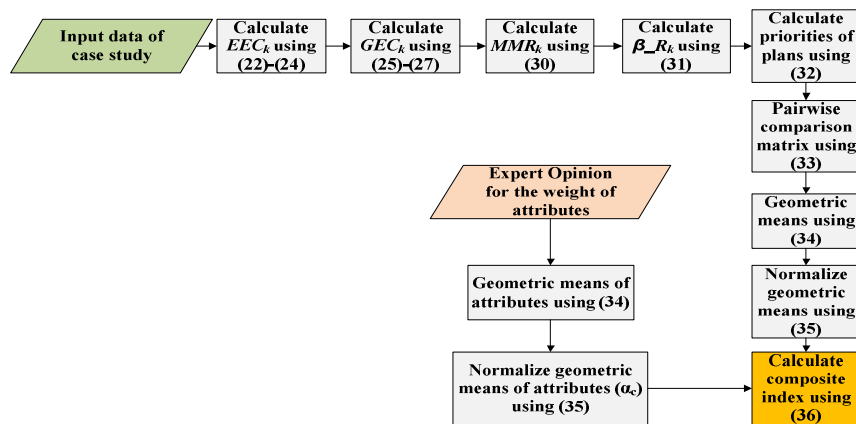 Input data of
case study
Calculate
EECk using
(22)-(24)
Calculate
GECk using
(25)-(27)
Calculate
MMRk using
(30)
Calculate
β_Rk using
(31)
Calculate
priorities of
plans using
(32)
Pairwise
comparison
matrix using
(33)
Geometric
means using
(34)
Normalize
geometric
means using
(35)
Expert Opinion
for the weight of
attributes
Geometric means of
attributes using (34)
Normalize geometric
means of attributes (αc)
using (35)
Calculate
composite
index using
(36)